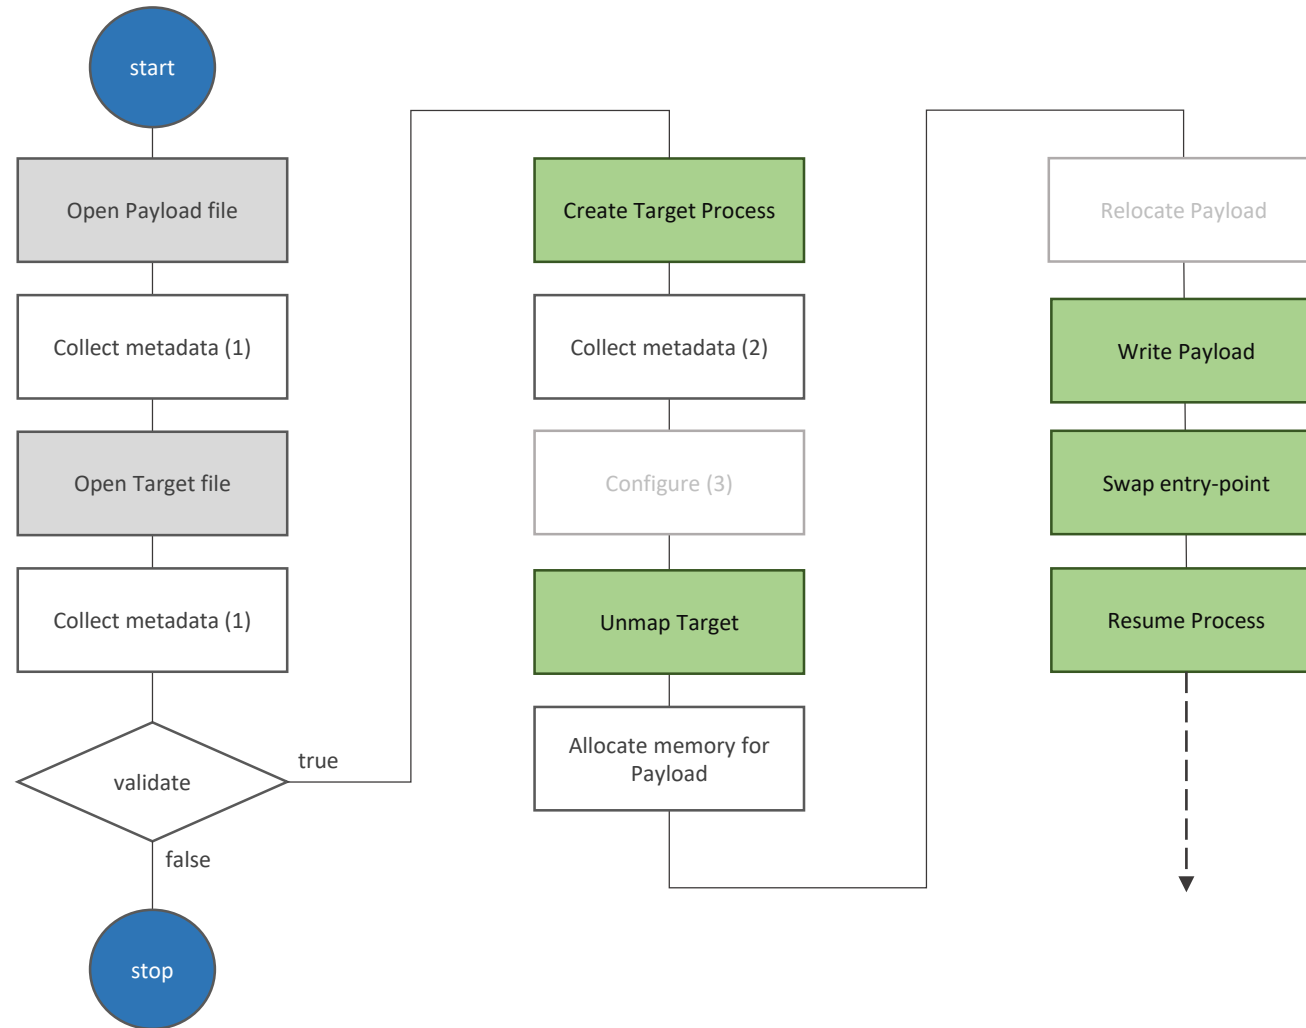 start
Open Payload file
Collect metadata (1)
Open Target file
Collect metadata (1)
validate
true
false
stop
Create Target Process
Collect metadata (2)
Configure (3)
Unmap Target
Allocate memory for
Payload
Relocate Payload
Write Payload
Swap entry-point
Resume Process